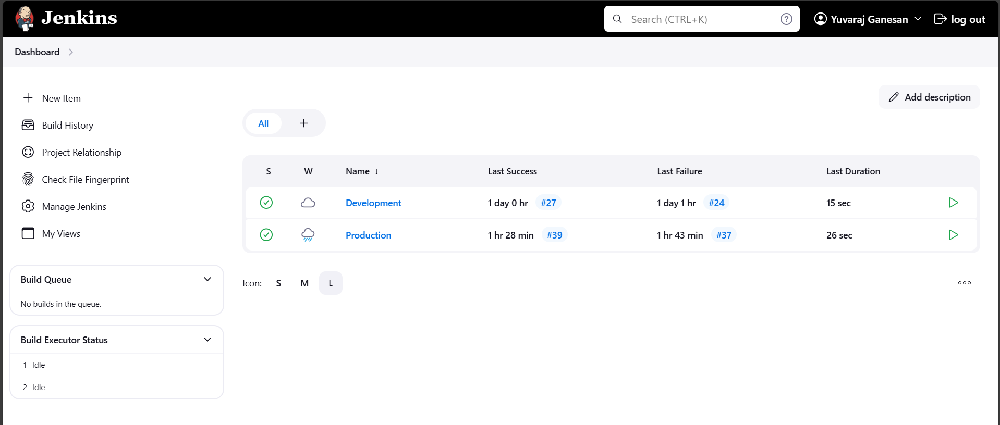 Jenkins
Search (CTRL+K)
?
Yuvaraj Ganesan
log out
Dashboard
New Item
Build History
Project Relationship
Check File Fingerprint
Manage Jenkins
My Views
Build Queue
No builds in the queue.
Build Executor Status
1 Idle
2 Idle
Add description
All +
S W Name ↓ Last Success Last Failure Last Duration
Development 1 day 0 hr #27 1 day 1 hr #24 15 sec
Production 1 hr 28 min #39 1 hr 43 min #37 26 sec
Icon: S M L